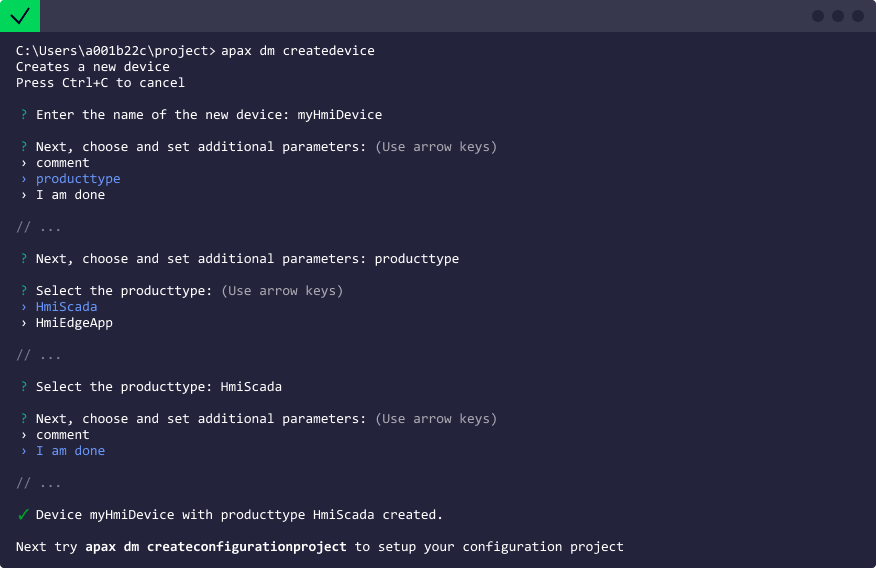 C:\Users\a001b22c\project> apax dm createdevice
Creates a new device
Press Ctrl+C to cancel
? Enter the name of the new device: myHmiDevice
? Next, choose and set additional parameters: (Use arrow keys)
› comment
› producttype
› I am done
// ...
? Next, choose and set additional parameters: producttype
? Select the producttype: (Use arrow keys)
› HmiScada
› HmiEdgeApp
// ...
? Select the producttype: HmiScada
? Next, choose and set additional parameters: (Use arrow keys)
› comment
› I am done
// ...
✓ Device myHmiDevice with producttype HmiScada created.
Next try apax dm createconfigurationproject to setup your configuration project